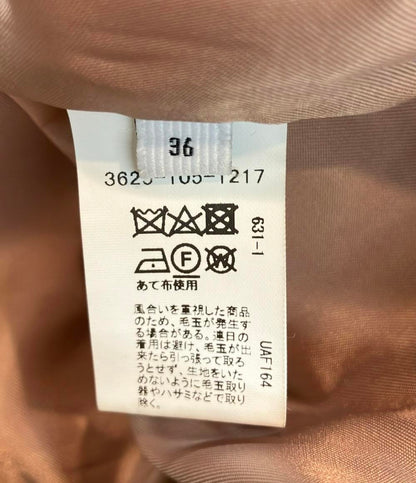 36
3623-105-1217
631-1
F
W
あて布使用
風合いを重視した商品
のため、毛玉が発生す
る場合がある。連日の
着用は避け、毛玉が出
来たら引っ張って取ろ
うとせず、生地をいた
めないように毛玉取り
器やハサミなどで取り
除く。
UAF164